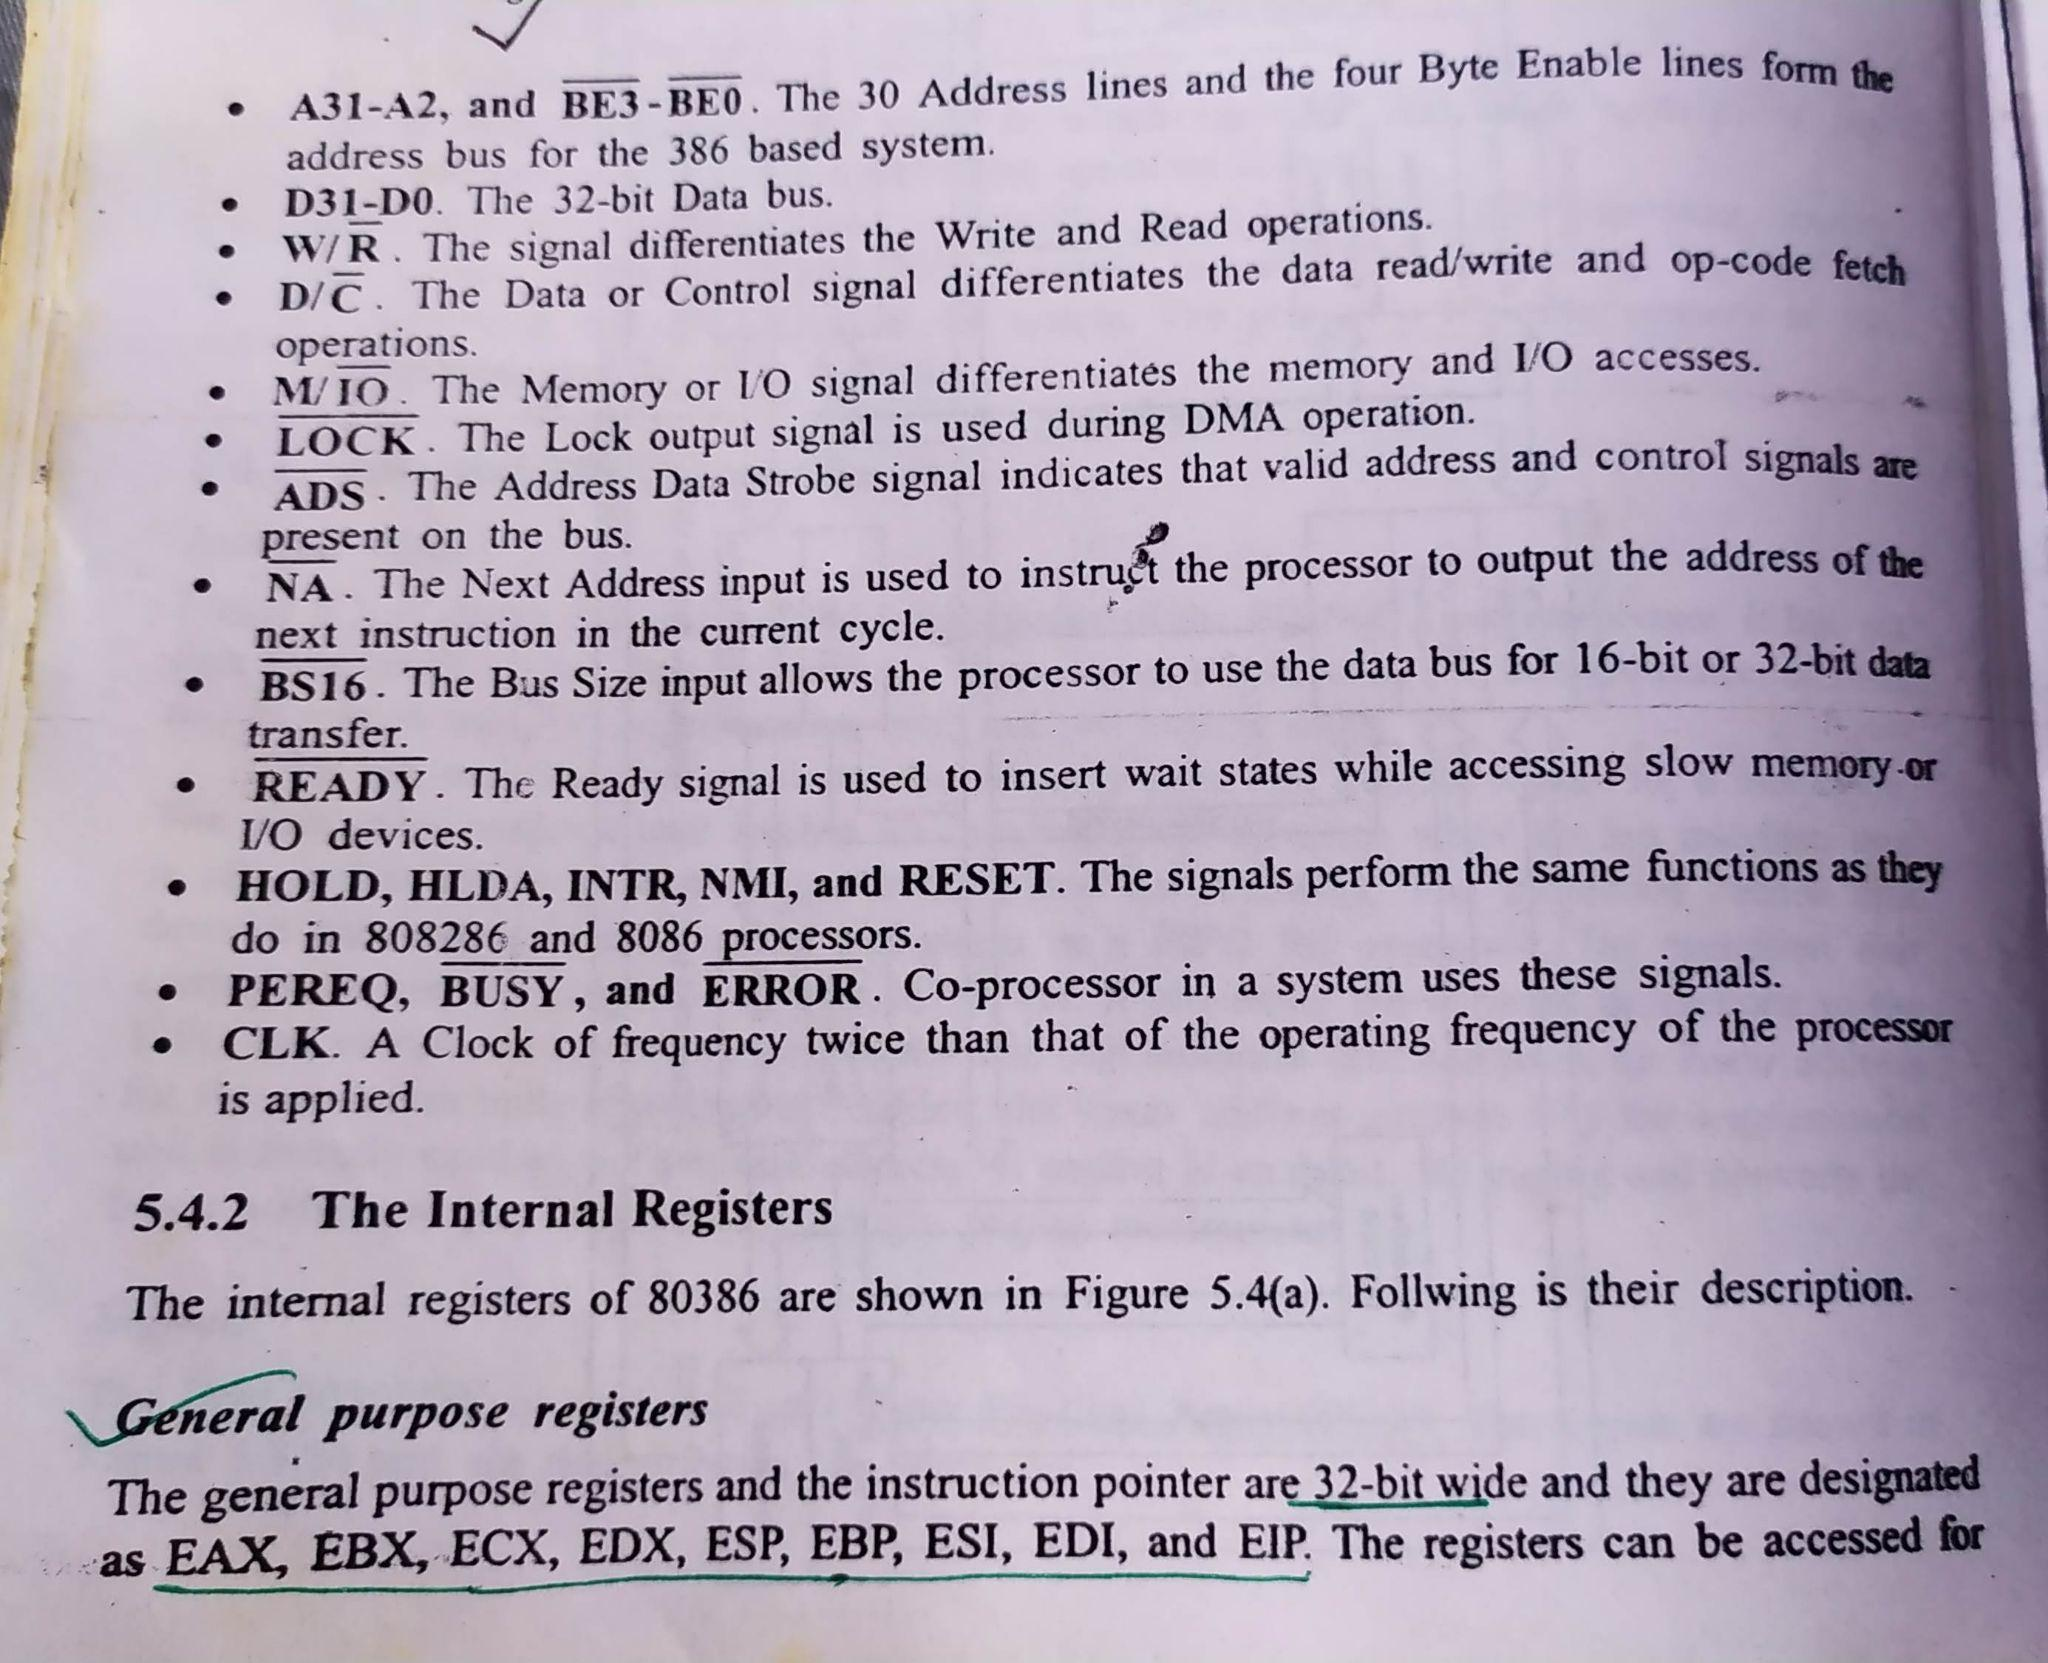 • A31-A2, and B̅E̅3̅ - B̅E̅0̅. The 30 Address lines and the four Byte Enable lines form the
address bus for the 386 based system.
• D31-D0. The 32-bit Data bus.
• W/R̅. The signal differentiates the Write and Read operations.
• D/C̅. The Data or Control signal differentiates the data read/write and op-code fetch
operations.
• M/I̅O̅. The Memory or I/O signal differentiates the memory and I/O accesses.
• L̅O̅C̅K̅. The Lock output signal is used during DMA operation.
• A̅D̅S̅. The Address Data Strobe signal indicates that valid address and control signals are
present on the bus.
• N̅A̅. The Next Address input is used to instruct the processor to output the address of the
next instruction in the current cycle.
• B̅S̅1̅6̅. The Bus Size input allows the processor to use the data bus for 16-bit or 32-bit data
transfer.
• R̅E̅A̅D̅Y̅. The Ready signal is used to insert wait states while accessing slow memory or
I/O devices.
• HOLD, HLDA, INTR, NMI, and RESET. The signals perform the same functions as they
do in 808286 and 8086 processors.
• PEREQ, B̅U̅S̅Y̅, and E̅R̅R̅O̅R̅. Co-processor in a system uses these signals.
• CLK. A Clock of frequency twice than that of the operating frequency of the processor
is applied.
5.4.2 The Internal Registers
The internal registers of 80386 are shown in Figure 5.4(a). Follwing is their description.
General purpose registers
The general purpose registers and the instruction pointer are 32-bit wide and they are designated
as EAX, EBX, ECX, EDX, ESP, EBP, ESI, EDI, and EIP. The registers can be accessed for